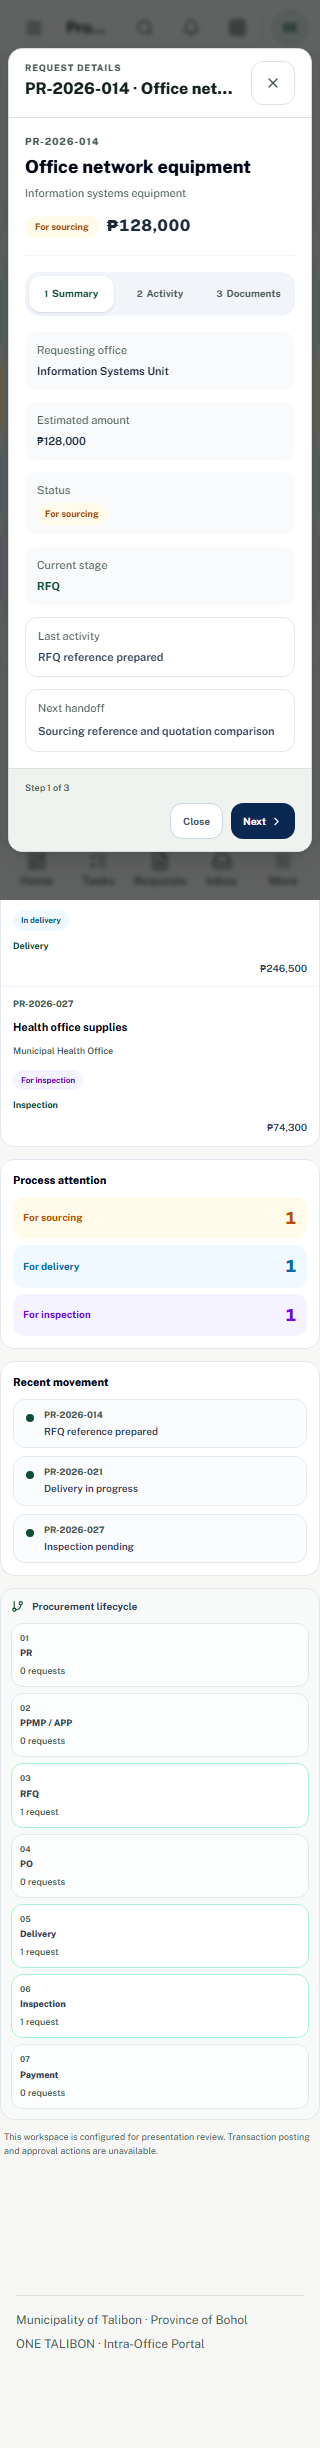 Pro...
REQUEST DETAILS
PR-2026-014 · Office net...
PR-2026-014
Office network equipment
Information systems equipment
For sourcing ₱128,000
1 Summary 2 Activity 3 Documents
Requesting office
Information Systems Unit
Estimated amount
₱128,000
Status
For sourcing
Current stage
RFQ
Last activity
RFQ reference prepared
Next handoff
Sourcing reference and quotation comparison
Step 1 of 3
Close Next
Home Tasks Requests Inbox More
In delivery
Delivery
₱246,500
PR-2026-027
Health office supplies
Municipal Health Office
For inspection
Inspection
₱74,300
Process attention
For sourcing 1
For delivery 1
For inspection 1
Recent movement
PR-2026-014
RFQ reference prepared
PR-2026-021
Delivery in progress
PR-2026-027
Inspection pending
Procurement lifecycle
01
PR
0 requests
02
PPMP / APP
0 requests
03
RFQ
1 request
04
PO
0 requests
05
Delivery
1 request
06
Inspection
1 request
07
Payment
0 requests
This workspace is configured for presentation review. Transaction posting
and approval actions are unavailable.
Municipality of Talibon · Province of Bohol
ONE TALIBON · Intra-Office Portal